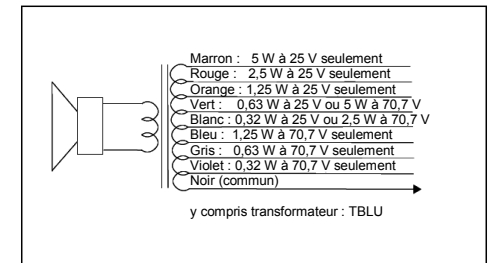 Marron : 5 W à 25 V seulement
Rouge : 2,5 W à 25 V seulement
Orange : 1,25 W à 25 V seulement
Vert : 0,63 W à 25 V ou 5 W à 70,7 V
Blanc : 0,32 W à 25 V ou 2,5 W à 70,7 V
Bleu : 1,25 W à 70,7 V seulement
Gris : 0,63 W à 70,7 V seulement
Violet : 0,32 W à 70,7 V seulement
Noir (commun)
y compris transformateur : TBLU